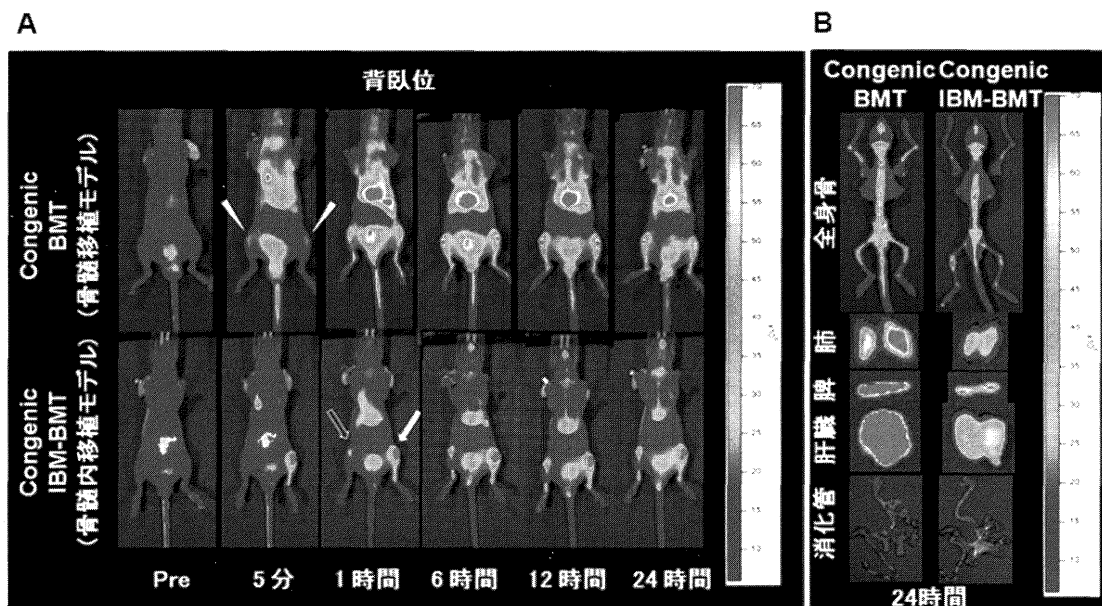 A
背臥位
Congenic
BMT
(骨髄移植モデル)
Congenic
IBM-BMT
(骨髄内移植モデル)
Pre
5分
1時間
6時間
12時間
24時間
B
Congenic
BMT
Congenic
IBM-BMT
全身骨
肺
脾
肝臓
消化管
24時間